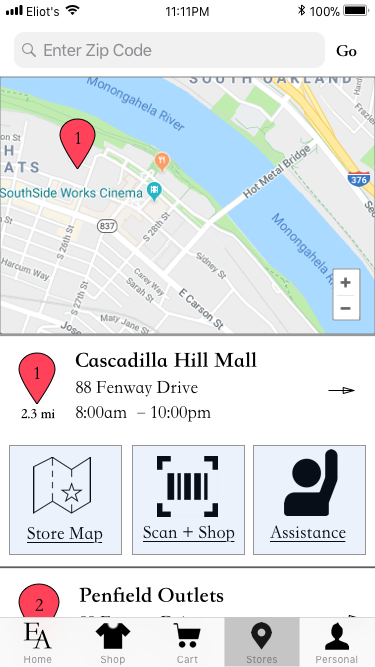 Eliot's 11:11PM 100%
Enter Zip Code Go
SOUTH OAKLAND
Monongahela River
1
H
ATS
376
Hot Metal Bridge
SouthSide Works Cinema
Monongahela R
837
S 26th St
S 28th St
Sidney St
Harcum Way
S 27th St
Carey Way
Sarah St
E Carson St
Mary Jane St
Jose
+
−
1 Cascadilla Hill Mall
88 Fenway Drive
2.3 mi 8:00am – 10:00pm
Store Map Scan + Shop Assistance
2 Penfield Outlets
EA
Home Shop Cart Stores Personal